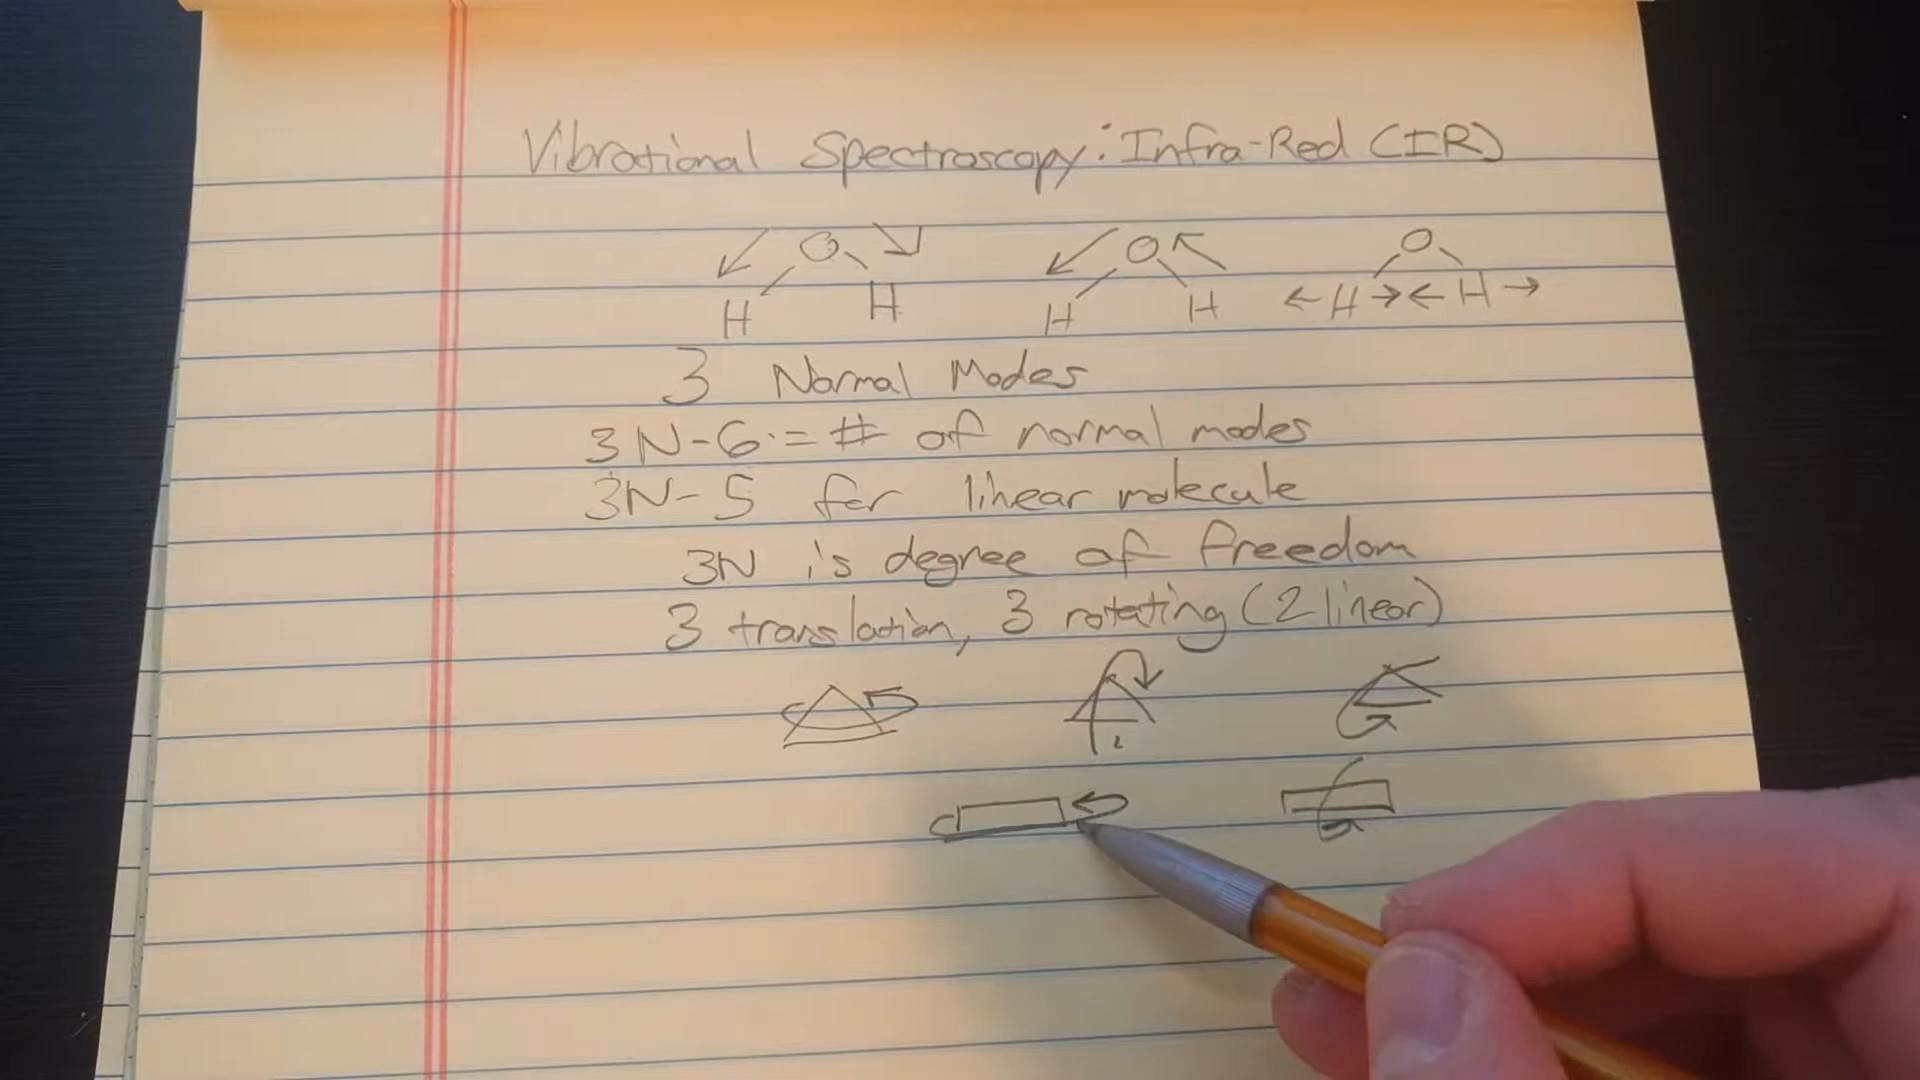 Vibrational Spectroscopy: Infra-Red (IR)
O O O
H H H H ←H→←H→
3 Normal Modes
3N-6 = # of normal modes
3N-5 for linear molecule
3N is degree of freedom
3 translation, 3 rotating (2 linear)